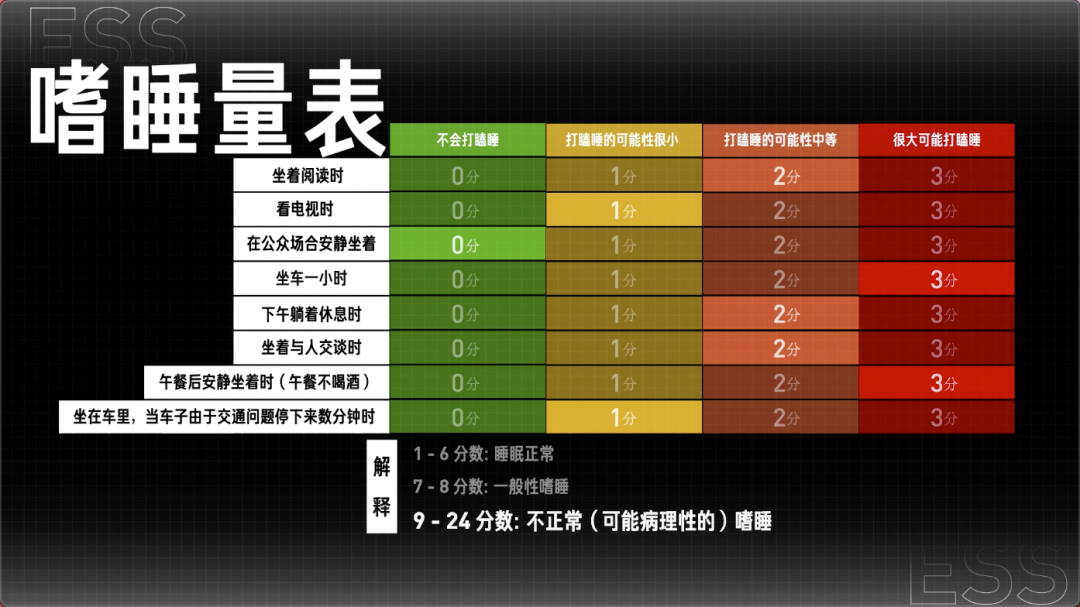 ESS
嗜睡量表
不会打瞌睡 打瞌睡的可能性很小 打瞌睡的可能性中等 很大可能打瞌睡
坐着阅读时 0分 1分 2分 3分
看电视时 0分 1分 2分 3分
在公众场合安静坐着 0分 1分 2分 3分
坐车一小时 0分 1分 2分 3分
下午躺着休息时 0分 1分 2分 3分
坐着与人交谈时 0分 1分 2分 3分
午餐后安静坐着时（午餐不喝酒） 0分 1分 2分 3分
坐在车里，当车子由于交通问题停下来数分钟时 0分 1分 2分 3分
解释
1 - 6 分数: 睡眠正常
7 - 8 分数: 一般性嗜睡
9 - 24 分数: 不正常（可能病理性的）嗜睡
ESS